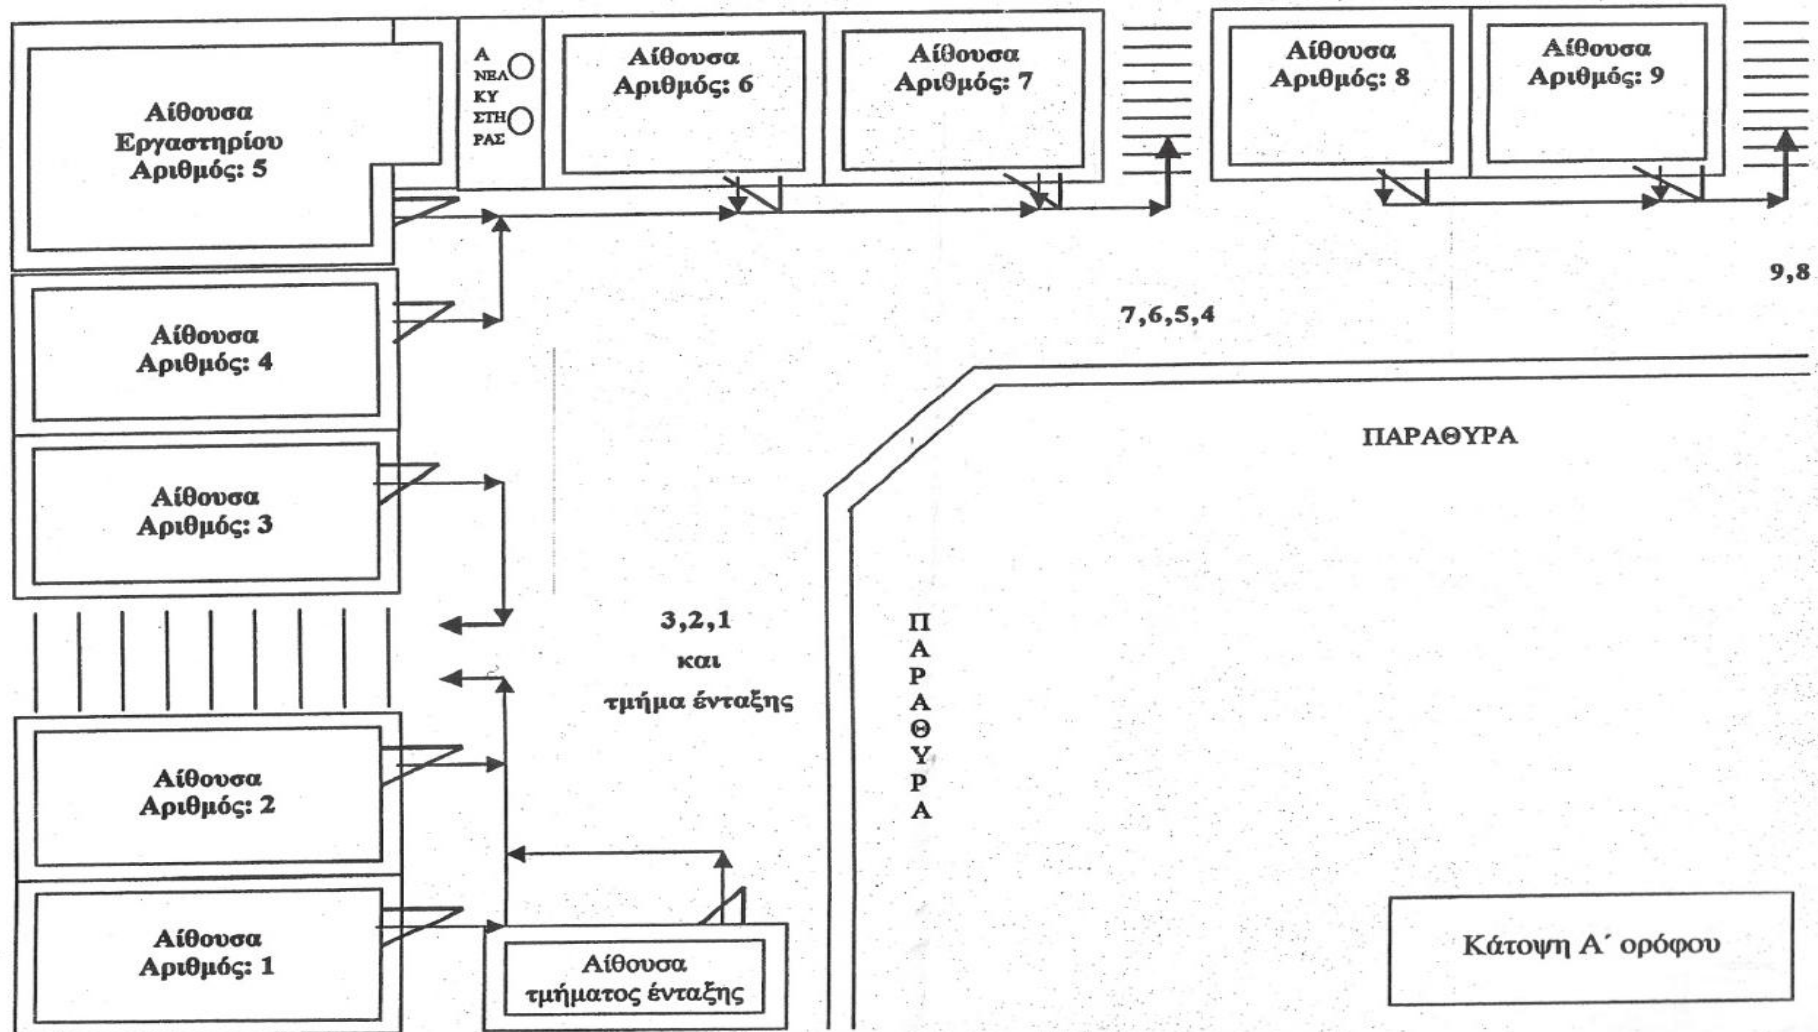 Αίθουσα
Εργαστηρίου
Αριθμός: 5
Α
ΝΕΛ
ΚΥ
ΣΤΗ
ΡΑΣ
Αίθουσα
Αριθμός: 6
Αίθουσα
Αριθμός: 7
Αίθουσα
Αριθμός: 8
Αίθουσα
Αριθμός: 9
9,8
7,6,5,4
Αίθουσα
Αριθμός: 4
ΠΑΡΑΘΥΡΑ
Αίθουσα
Αριθμός: 3
3,2,1
και
τμήμα ένταξης
Π
Α
Ρ
Α
Θ
Υ
Ρ
Α
Αίθουσα
Αριθμός: 2
Αίθουσα
Αριθμός: 1
Αίθουσα
τμήματος ένταξης
Κάτοψη Α΄ ορόφου